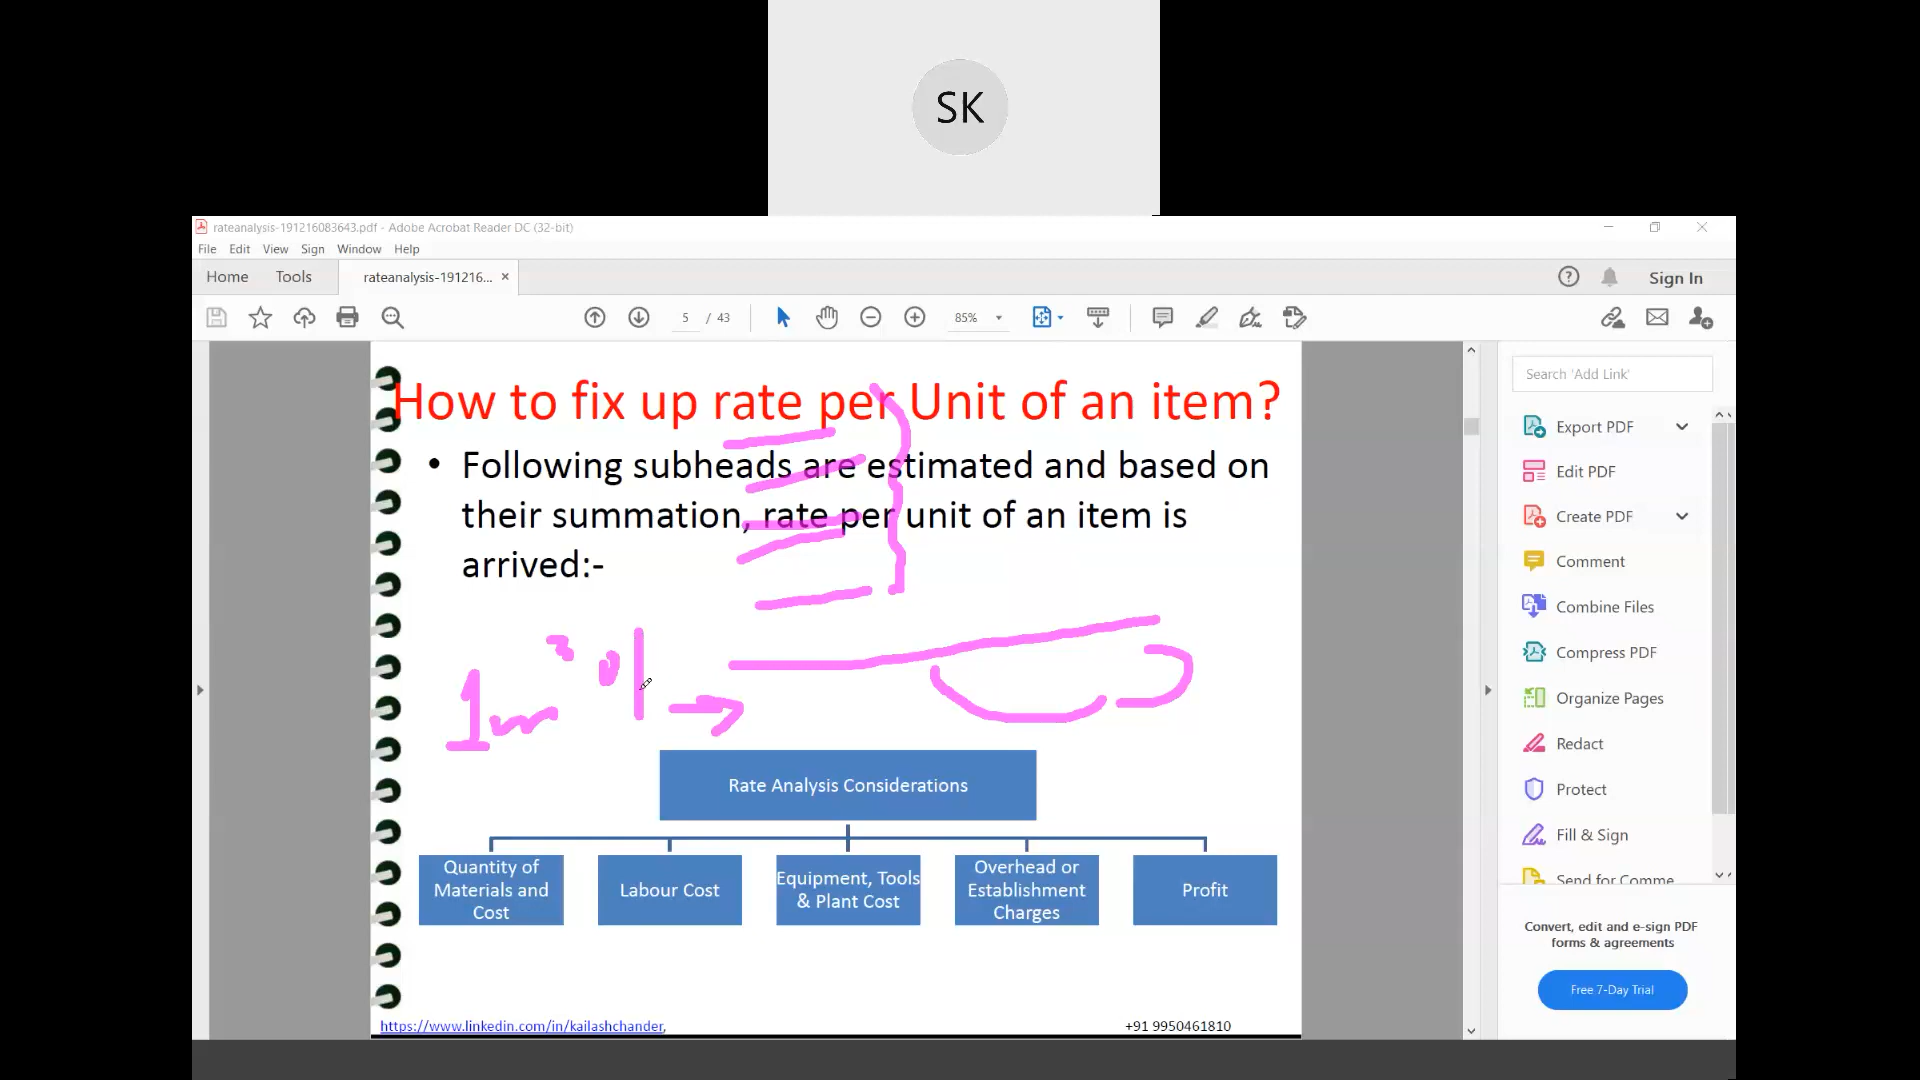 SK
rateanalysis-191216083643.pdf - Adobe Acrobat Reader DC (32-bit)
File Edit View Sign Window Help
Home Tools rateanalysis-191216... × Sign In
5 / 43 85%
How to fix up rate per Unit of an item?
• Following subheads are estimated and based on
their summation, rate per unit of an item is
arrived:-
1m³
Rate Analysis Considerations
Quantity of Materials and Cost
Labour Cost
Equipment, Tools & Plant Cost
Overhead or Establishment Charges
Profit
https://www.linkedin.com/in/kailashchander, +91 9950461810
Search 'Add Link'
Export PDF
Edit PDF
Create PDF
Comment
Combine Files
Compress PDF
Organize Pages
Redact
Protect
Fill & Sign
Send for Comme
Convert, edit and e-sign PDF
forms & agreements
Free 7-Day Trial